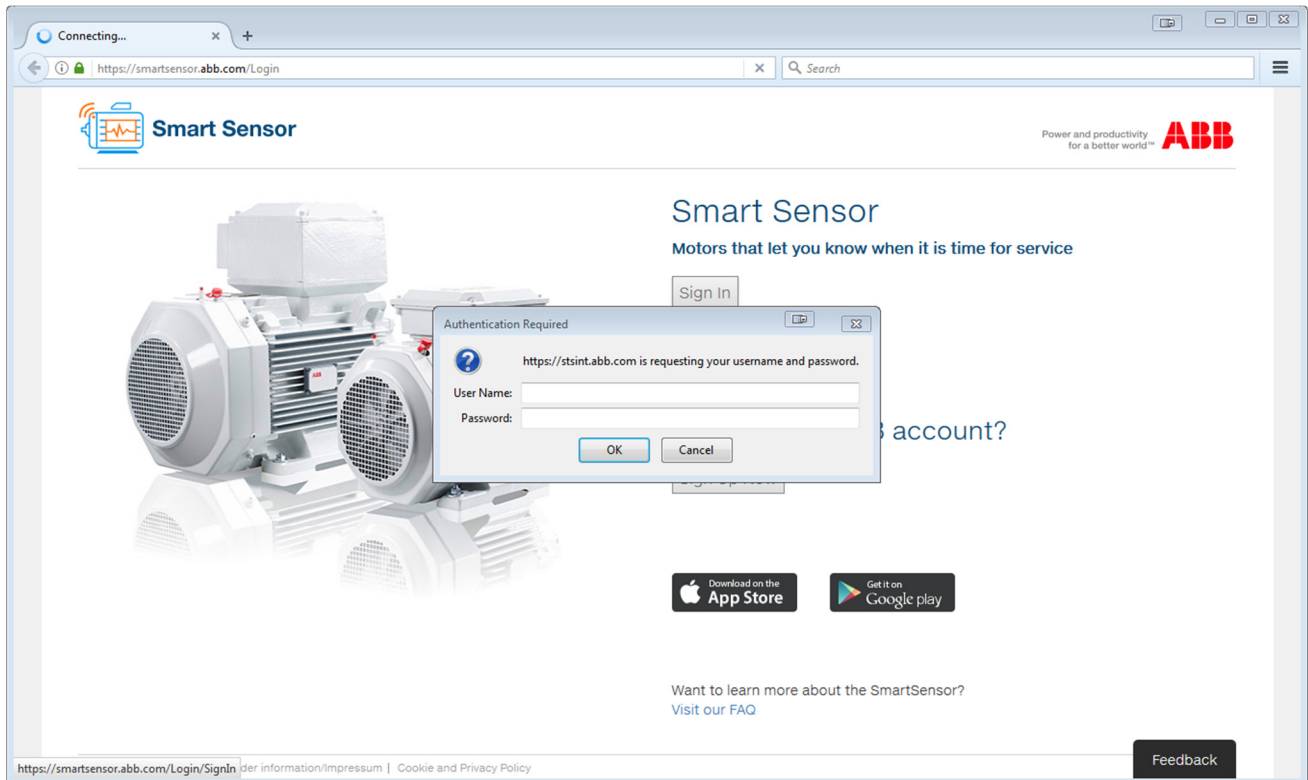 Connecting...
https://smartsensor.abb.com/Login
Search
Smart Sensor
Power and productivity
for a better world™
ABB
Smart Sensor
Motors that let you know when it is time for service
Sign In
Authentication Required
https://stsint.abb.com is requesting your username and password.
User Name:
Password:
OK
Cancel
account?
Download on the
App Store
Get it on
Google play
Want to learn more about the SmartSensor?
Visit our FAQ
Feedback
https://smartsensor.abb.com/Login/SignIn
information/Impressum | Cookie and Privacy Policy